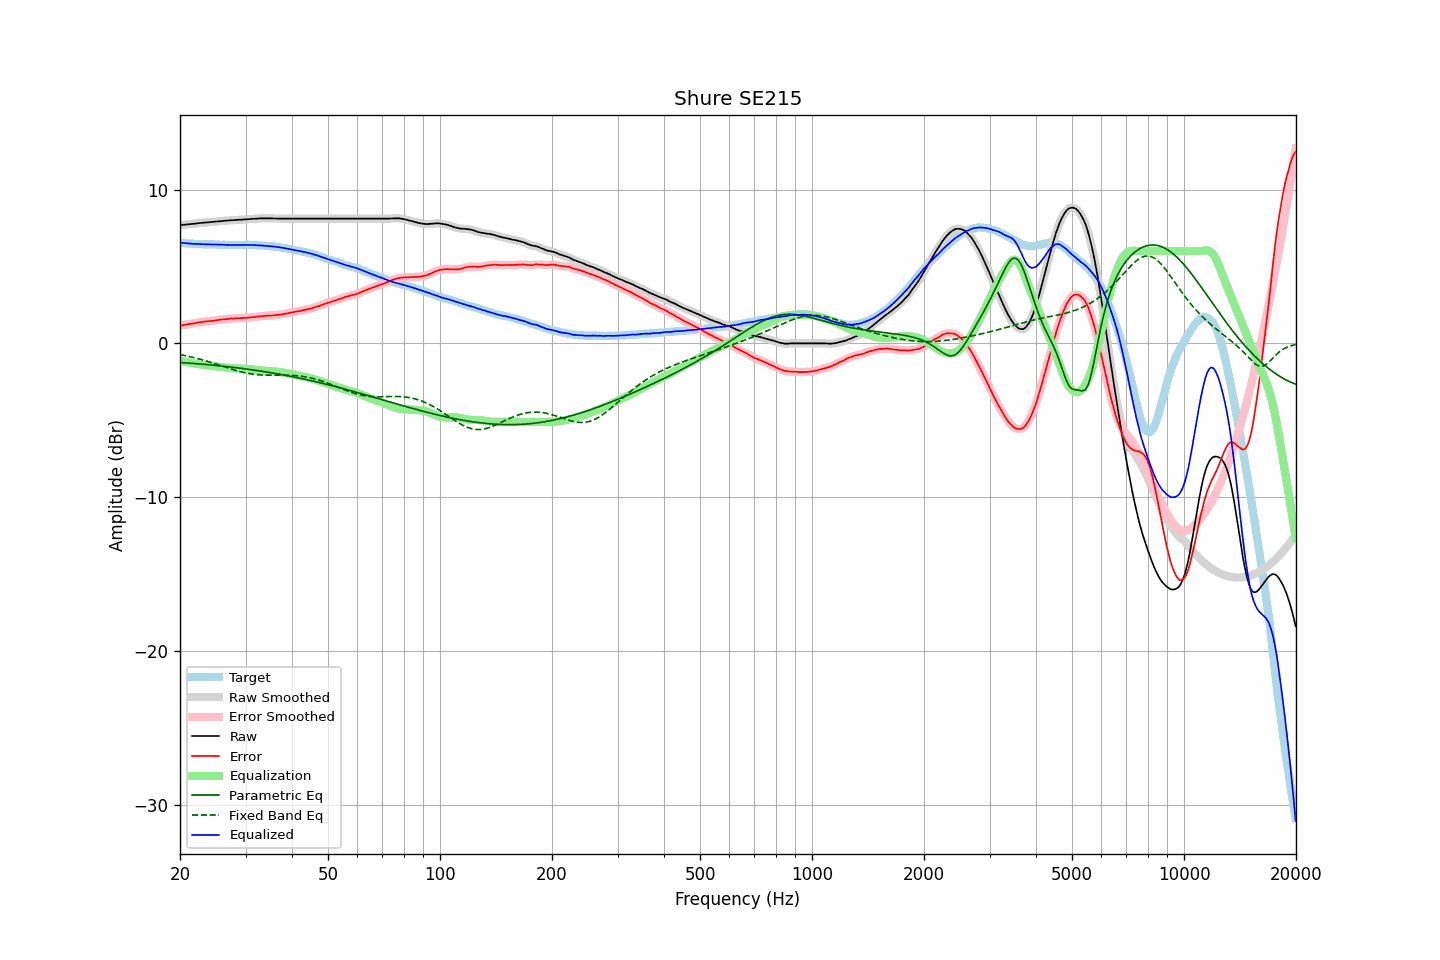 Shure SE215
Amplitude (dBr)
10
0
−10
−20
−30
Target
Raw Smoothed
Error Smoothed
Raw
Error
Equalization
Parametric Eq
Fixed Band Eq
Equalized
20 50 100 200 500 1000 2000 5000 10000 20000
Frequency (Hz)